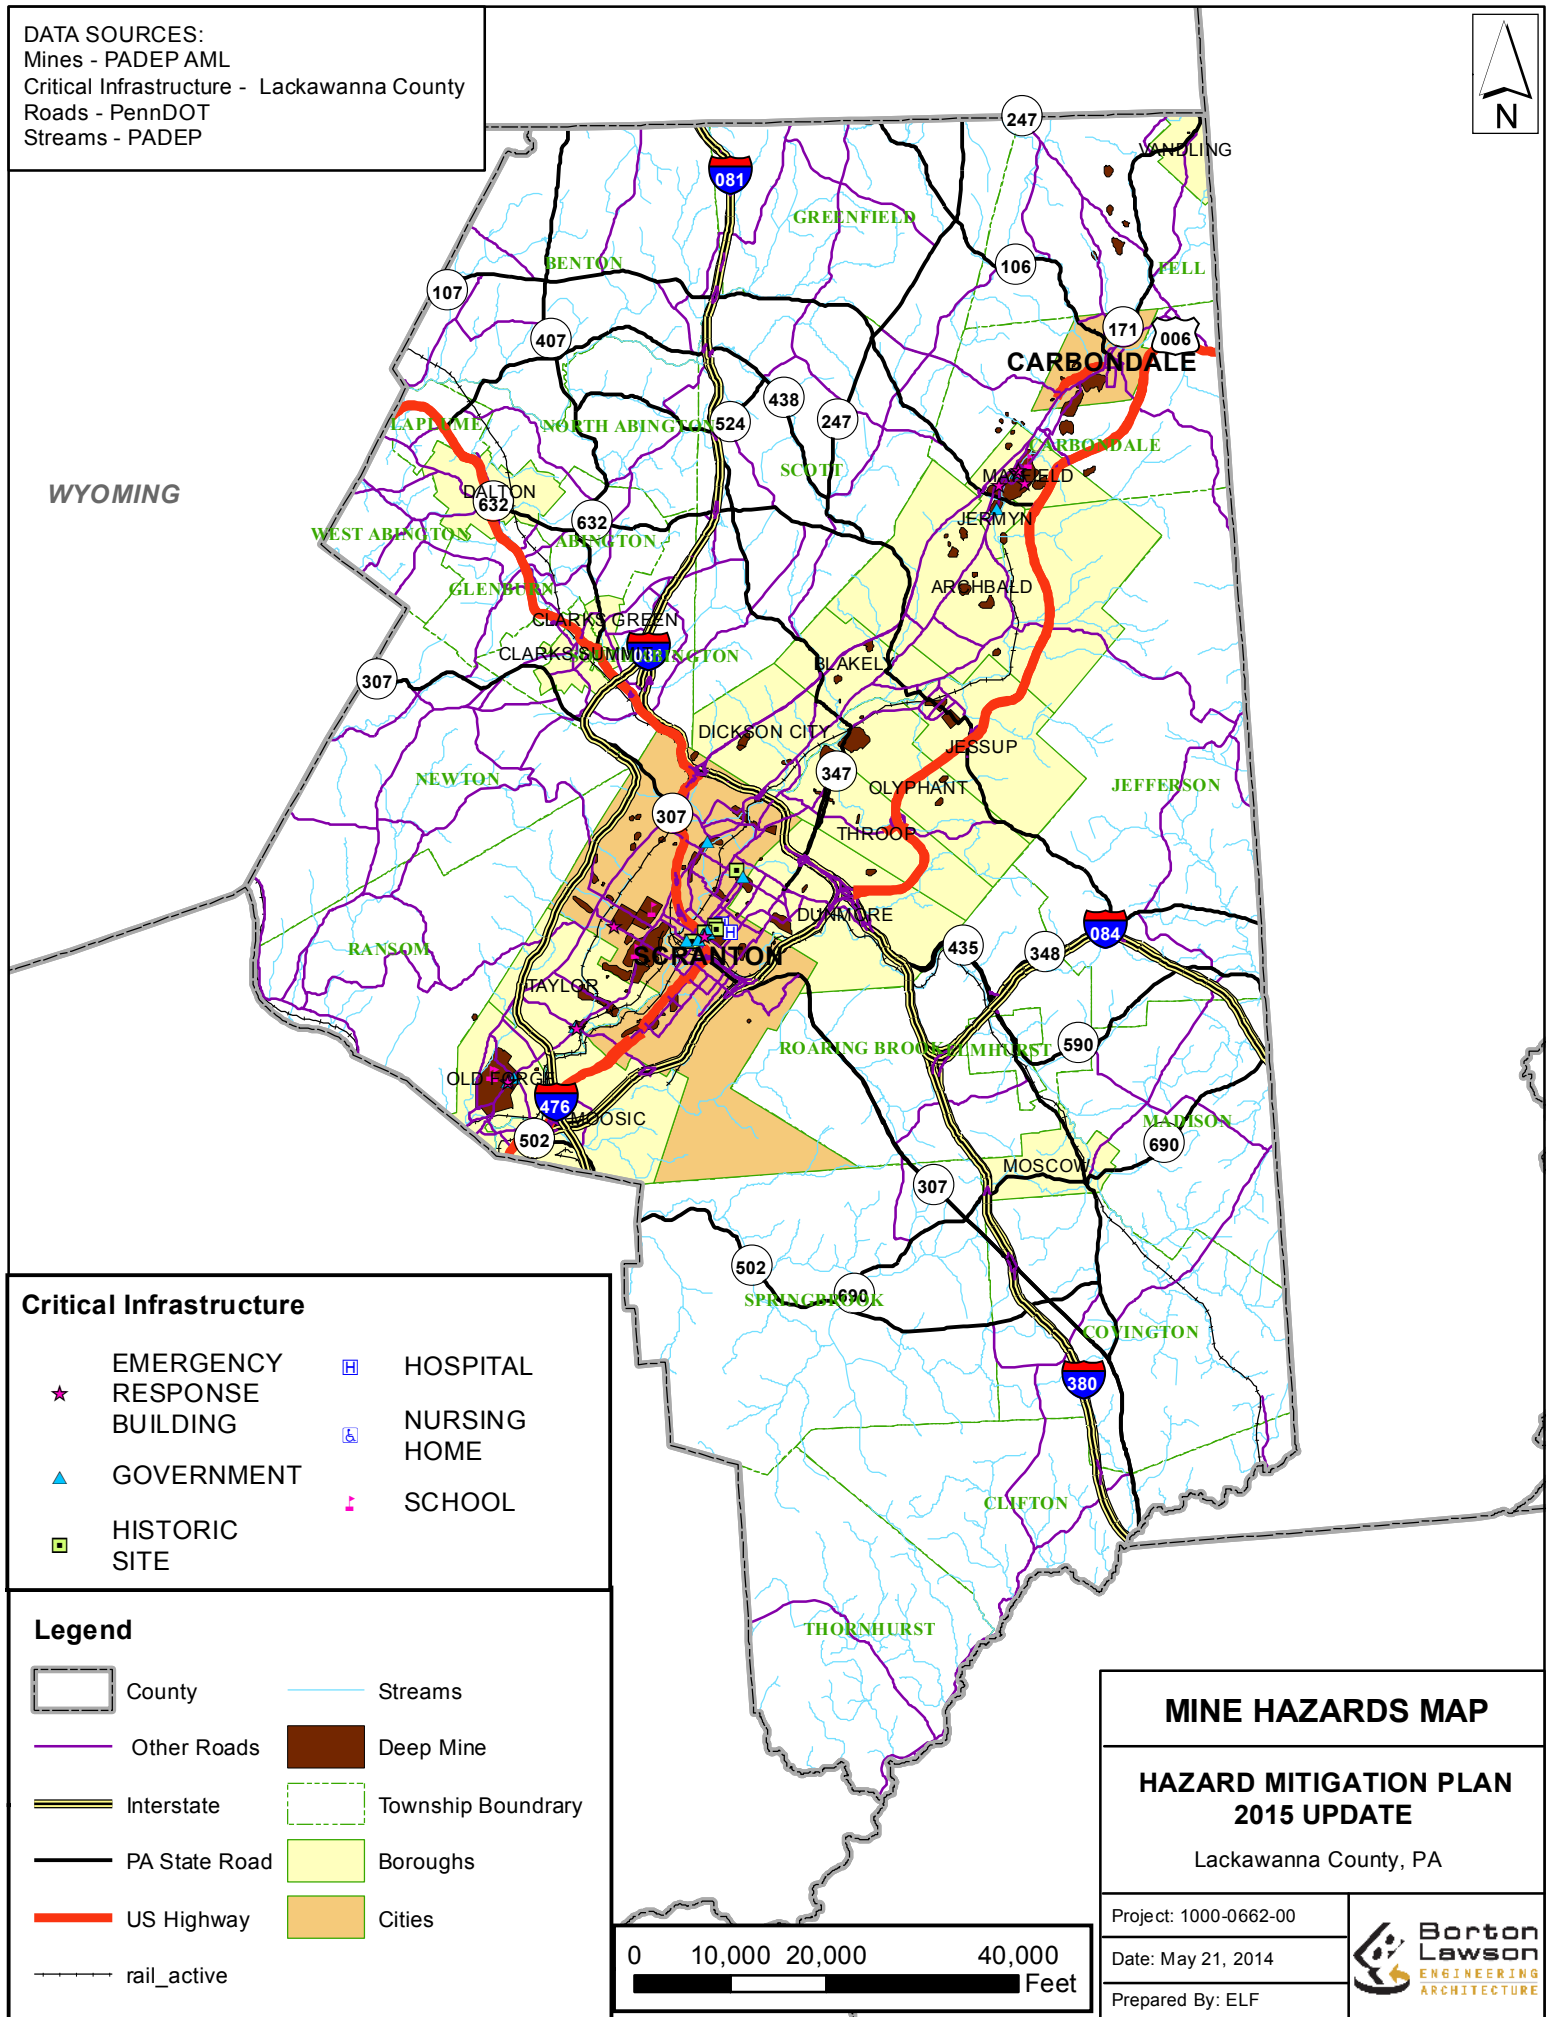 DATA SOURCES:
Mines - PADEP AML
Critical Infrastructure - Lackawanna County
Roads - PennDOT
Streams - PADEP
N
247
VANDLING
081
GREENFIELD
BENTON
106
FELL
107
171
006
407
CARBONDALE
438
524
247
LAPLUME
NORTH ABINGTON
CARBONDALE
SCOTT
MAYFIELD
WYOMING
DALTON
632
632
JERMYN
WEST ABINGTON
ABINGTON
GLENBURN
ARCHBALD
CLARKS GREEN
CLARKS SUMMIT
BLAKELY
307
DICKSON CITY
JESSUP
347
NEWTON
OLYPHANT
JEFFERSON
307
THROOP
DUNMORE
084
435
348
RANSOM
SCRANTON
TAYLOR
590
ROARING BROOK
ELMHURST
OLD FORGE
476
MOOSIC
MADISON
502
690
MOSCOW
307
502
690
SPRINGBROOK
COVINGTON
380
CLIFTON
THORNHURST
Critical Infrastructure
EMERGENCY
RESPONSE
BUILDING
GOVERNMENT
HISTORIC
SITE
H HOSPITAL
NURSING
HOME
SCHOOL
Legend
County
Other Roads
Interstate
PA State Road
US Highway
rail_active
Streams
Deep Mine
Township Boundrary
Boroughs
Cities
0 10,000 20,000 40,000
Feet
MINE HAZARDS MAP
HAZARD MITIGATION PLAN
2015 UPDATE
Lackawanna County, PA
Project: 1000-0662-00
Date: May 21, 2014
Prepared By: ELF
Borton
Lawson
ENGINEERING
ARCHITECTURE